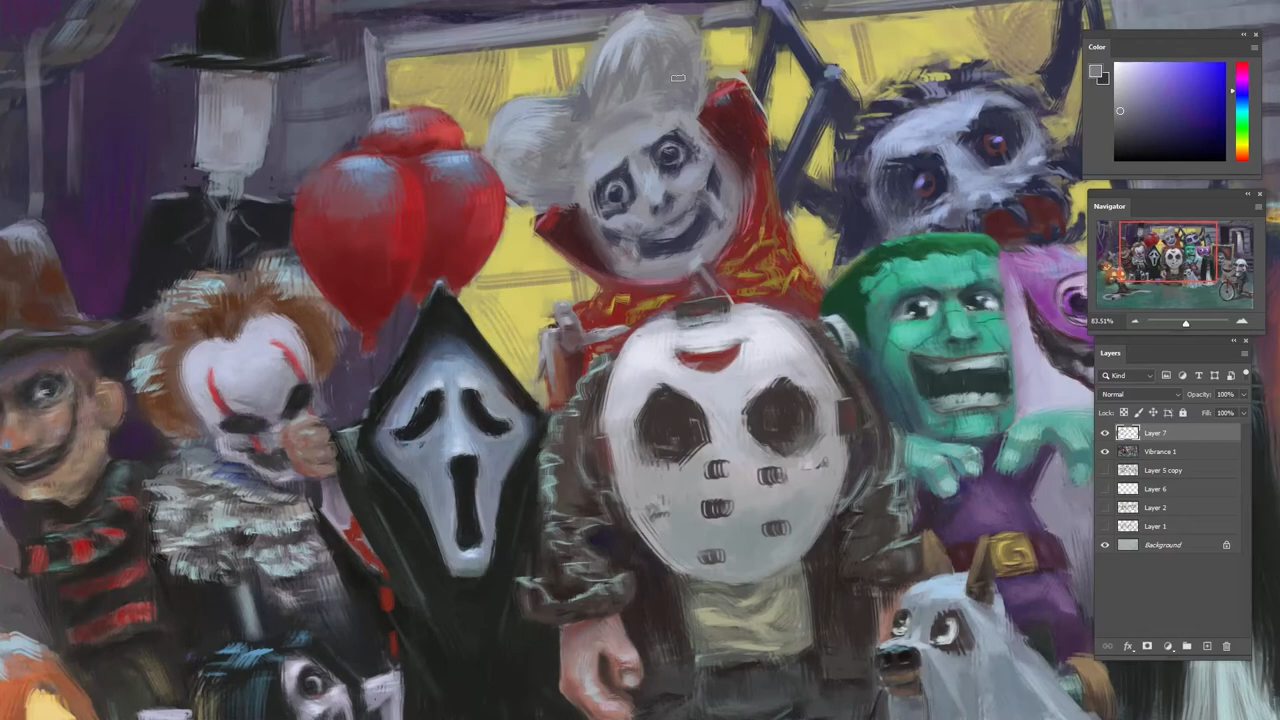 Color
Navigator
83.51%
Layers
Kind
Normal
Opacity: 100%
Lock:
Fill: 100%
Layer 7
Vibrance 1
Layer 5 copy
Layer 6
Layer 2
Layer 1
Background
fx